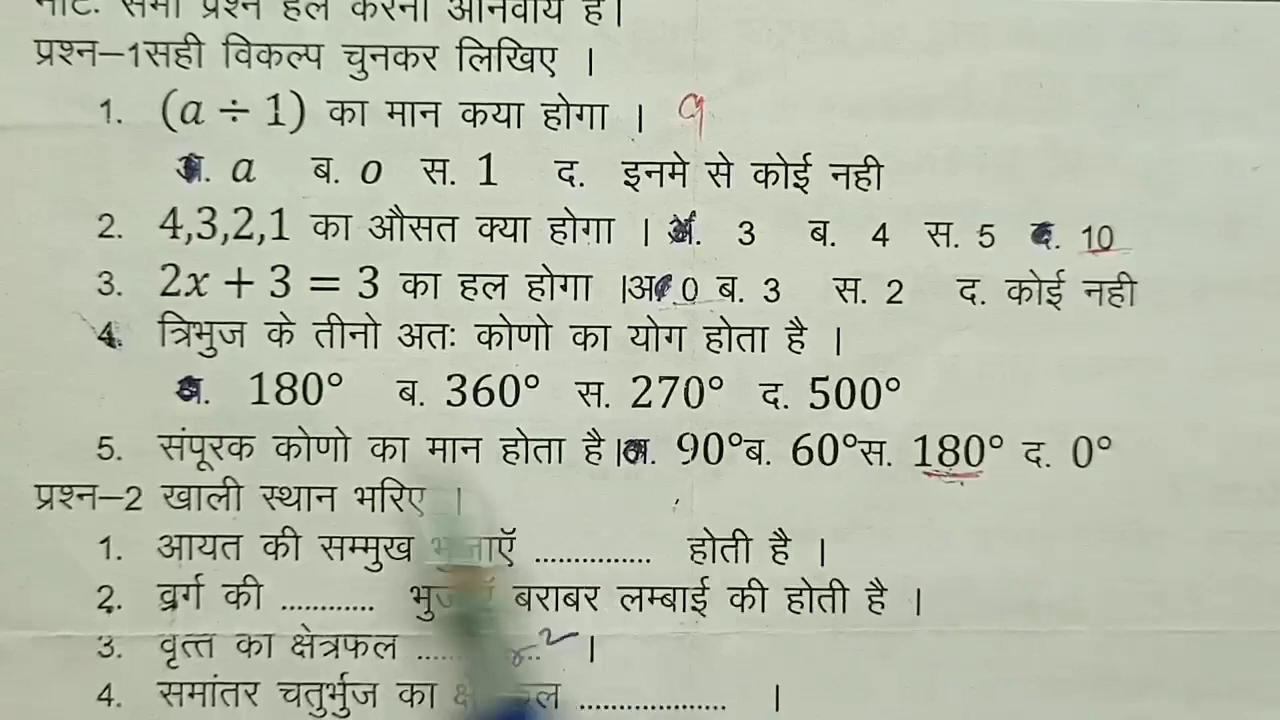 नोट: सभी प्रश्न हल करना अनिवार्य है।
प्रश्न–1सही विकल्प चुनकर लिखिए ।
1. (a ÷ 1) का मान कया होगा । a
अ. a ब. o स. 1 द. इनमे से कोई नही
2. 4,3,2,1 का औसत क्या होगा । अ. 3 ब. 4 स. 5 द. 10
3. 2x + 3 = 3 का हल होगा ।अ. 0 ब. 3 स. 2 द. कोई नही
4. त्रिभुज के तीनो अतः कोणो का योग होता है ।
अ. 180° ब. 360° स. 270° द. 500°
5. संपूरक कोणो का मान होता है।अ. 90°ब. 60°स. 180° द. 0°
प्रश्न–2 खाली स्थान भरिए ।
1. आयत की सम्मुख भुजाएॅ ............... होती है ।
2. व्रर्ग की ............ बराबर लम्बाई की होती है ।
3. वृत्त का क्षेत्रफल ...... r² ।
4. समांतर चतुर्भुज का ................... ।